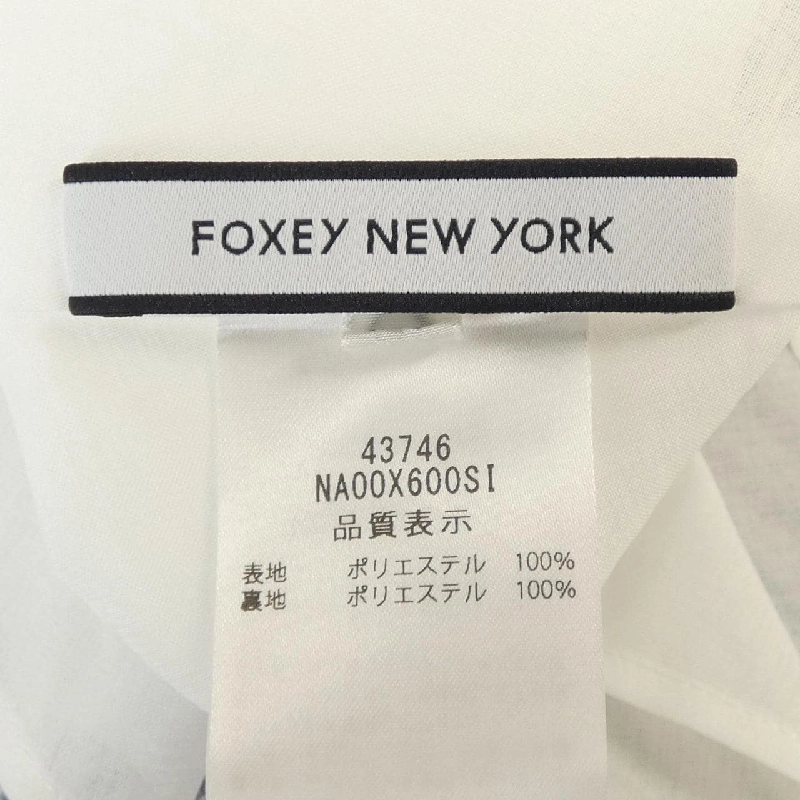 FOXEY NEW YORK
43746
NA00X600SI
品質表示
表地 ポリエステル 100%
裏地 ポリエステル 100%